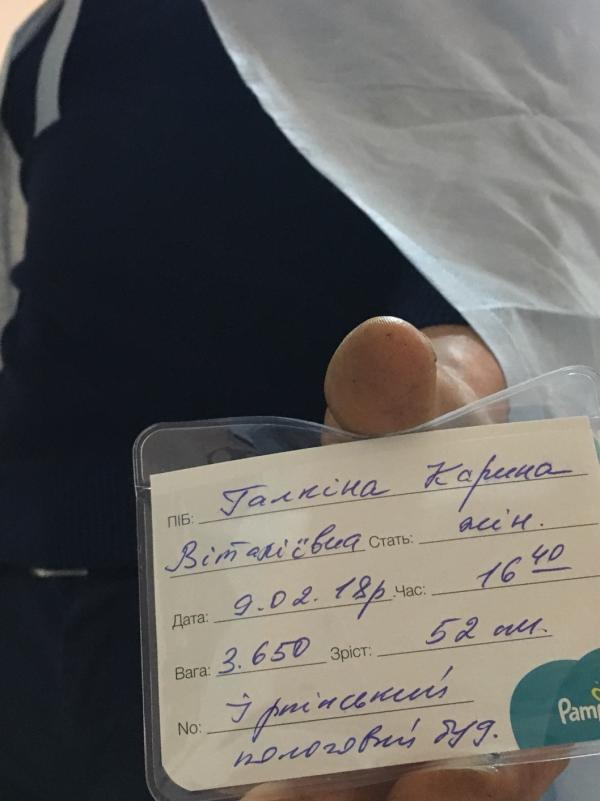 ПІБ: Галкіна Карина
Віталіївна Стать: жін.
Дата: 9.02.18р. Час: 16 40
Вага: 3.650 Зріст: 52 см.
No: Ірпінський
пологовий буд.
Pamp